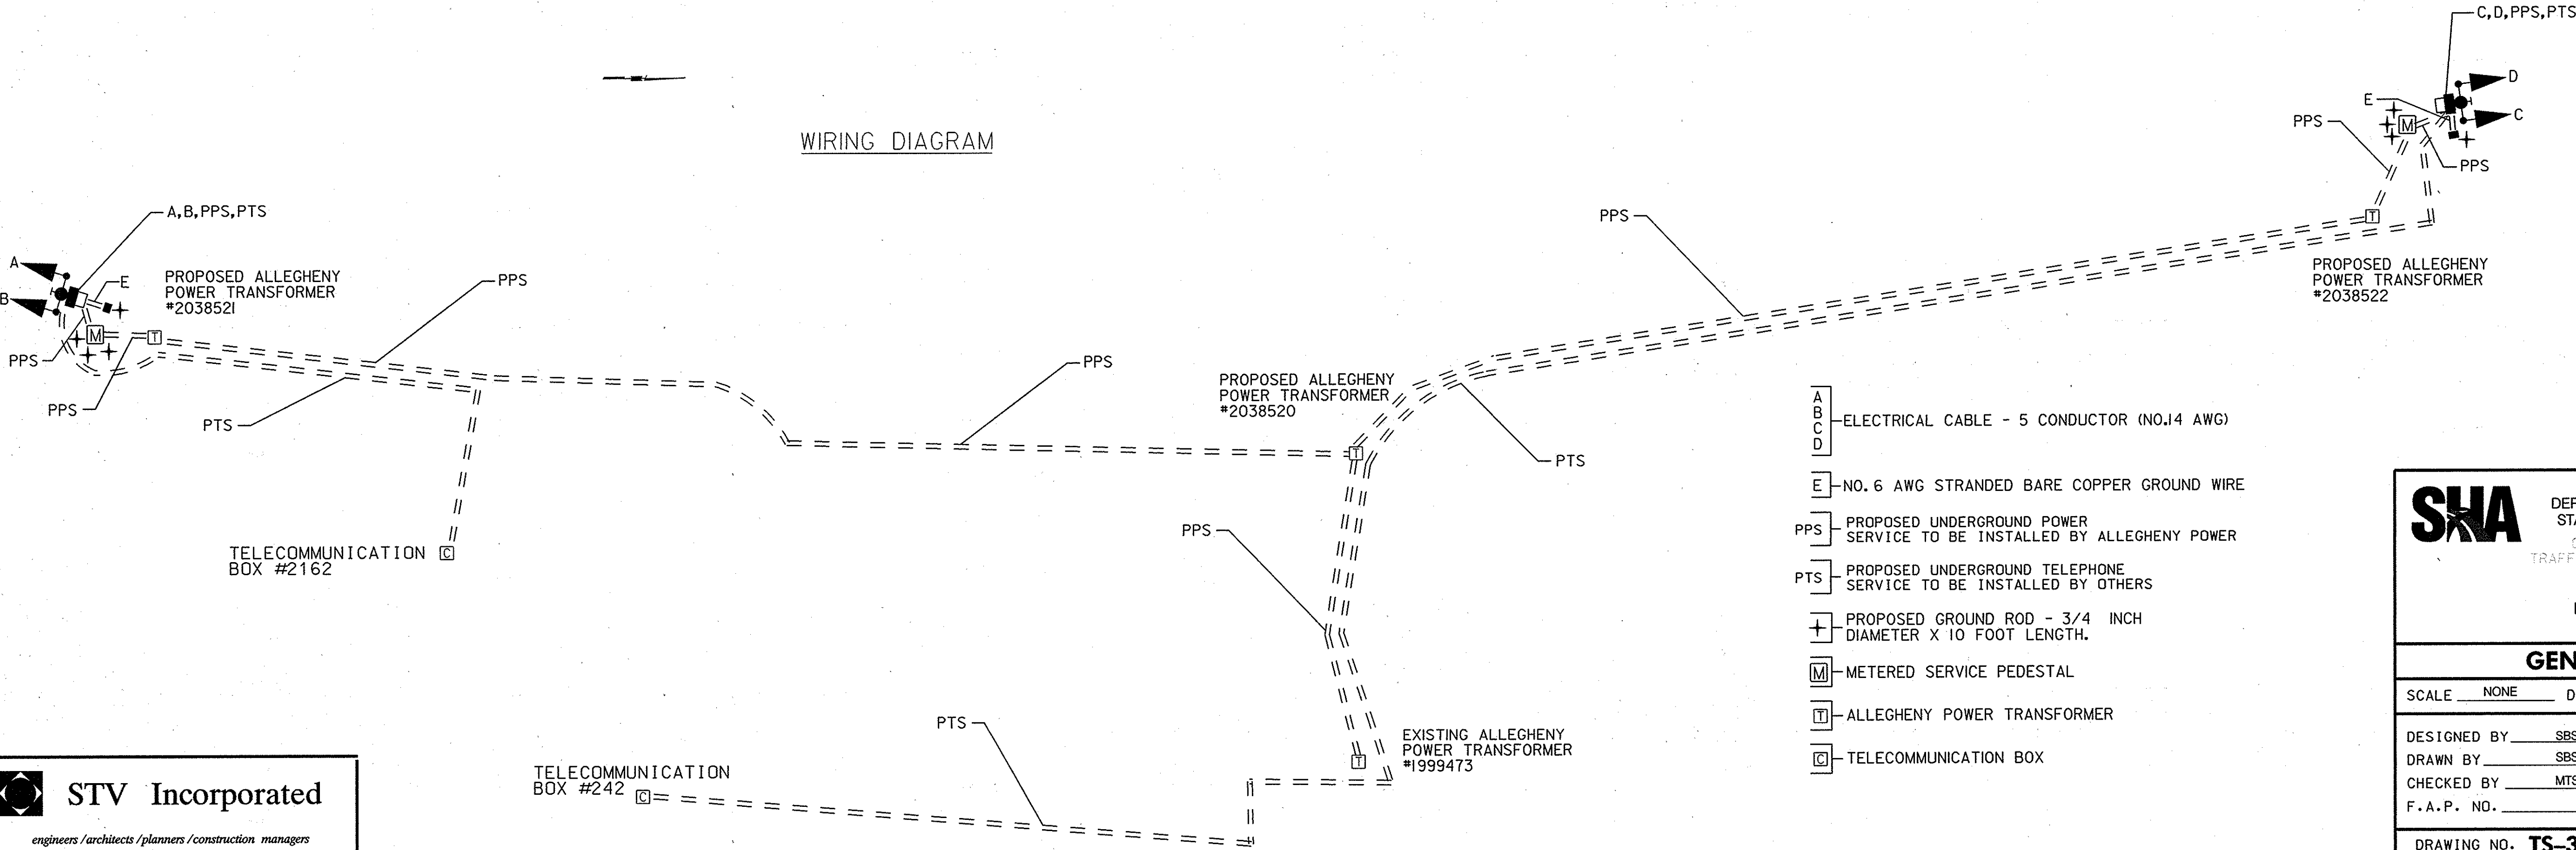 C,D,PPS,PTS
WIRING DIAGRAM
D
E
C
PPS
M
PPS
T
A,B,PPS,PTS
PPS
A
E
B
PROPOSED ALLEGHENY
POWER TRANSFORMER
#2038521
PPS
PROPOSED ALLEGHENY
POWER TRANSFORMER
#2038522
M
T
PPS
PPS
PTS
PPS
PROPOSED ALLEGHENY
POWER TRANSFORMER
#2038520
T
PTS
TELECOMMUNICATION
BOX #2162
C
PPS
A
B
C
D
ELECTRICAL CABLE - 5 CONDUCTOR (NO.14 AWG)
E NO. 6 AWG STRANDED BARE COPPER GROUND WIRE
PPS PROPOSED UNDERGROUND POWER
SERVICE TO BE INSTALLED BY ALLEGHENY POWER
PTS PROPOSED UNDERGROUND TELEPHONE
SERVICE TO BE INSTALLED BY OTHERS
PROPOSED GROUND ROD - 3/4 INCH
DIAMETER X 10 FOOT LENGTH.
M METERED SERVICE PEDESTAL
T ALLEGHENY POWER TRANSFORMER
C TELECOMMUNICATION BOX
PTS
EXISTING ALLEGHENY
POWER TRANSFORMER
#1999473
T
TELECOMMUNICATION
BOX #242
C
STV Incorporated
engineers/architects/planners/construction managers
SHA
DEP
STA
TRAFF
GEN
SCALE NONE D
DESIGNED BY SBS
DRAWN BY SBS
CHECKED BY MTS
F.A.P. NO.
DRAWING NO. TS-3